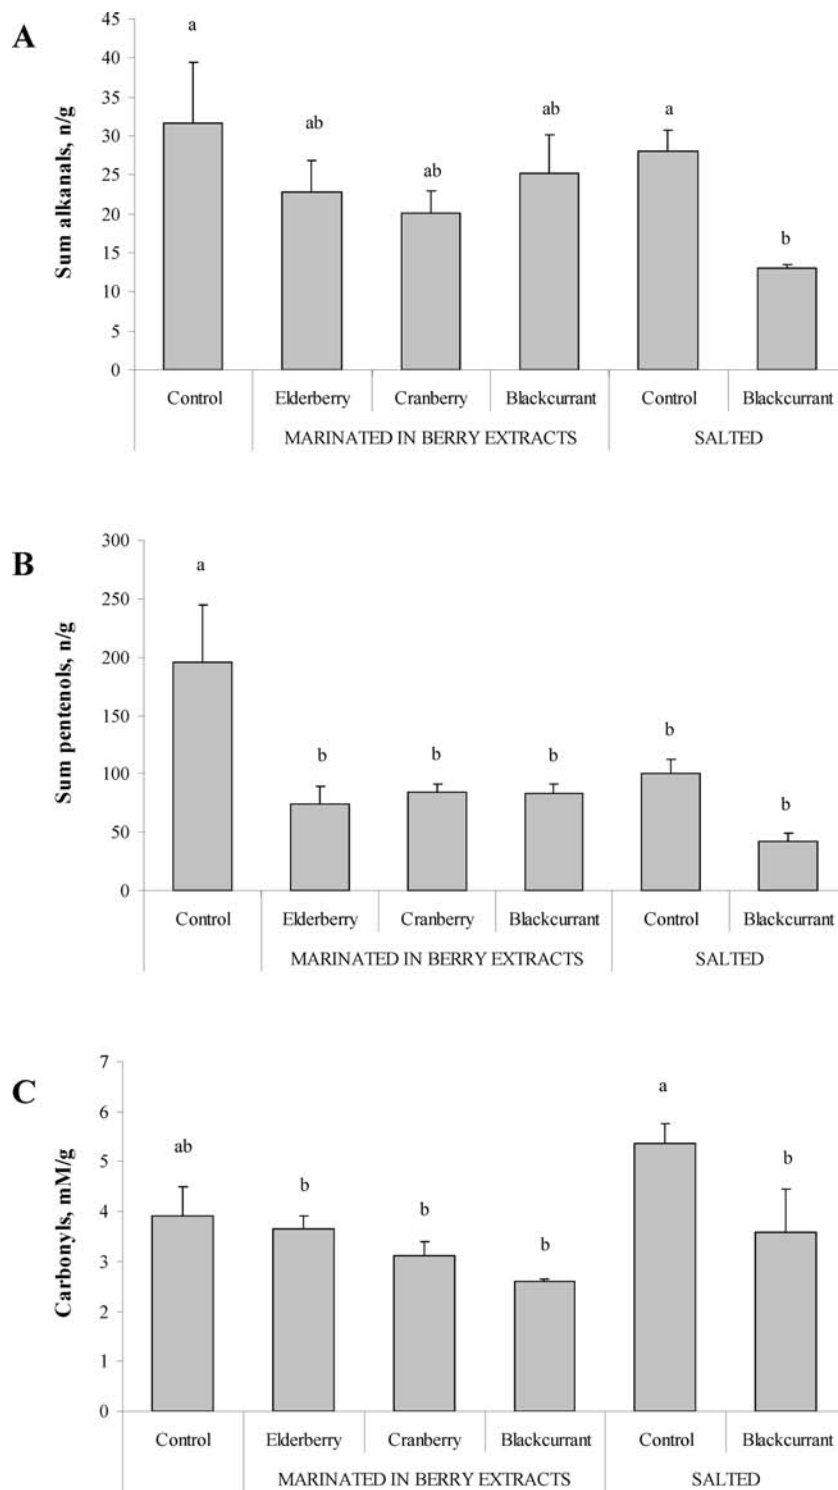 A
Sum alkanals, n/g
45
40
35
30
25
20
15
10
5
0
a
ab
ab
ab
a
b
Control Elderberry Cranberry Blackcurrant Control Blackcurrant
MARINATED IN BERRY EXTRACTS SALTED
B
Sum pentenols, n/g
300
250
200
150
100
50
0
a
b
b
b
b
b
Control Elderberry Cranberry Blackcurrant Control Blackcurrant
MARINATED IN BERRY EXTRACTS SALTED
C
Carbonyls, mM/g
7
6
5
4
3
2
1
0
ab
b
b
b
a
b
Control Elderberry Cranberry Blackcurrant Control Blackcurrant
MARINATED IN BERRY EXTRACTS SALTED